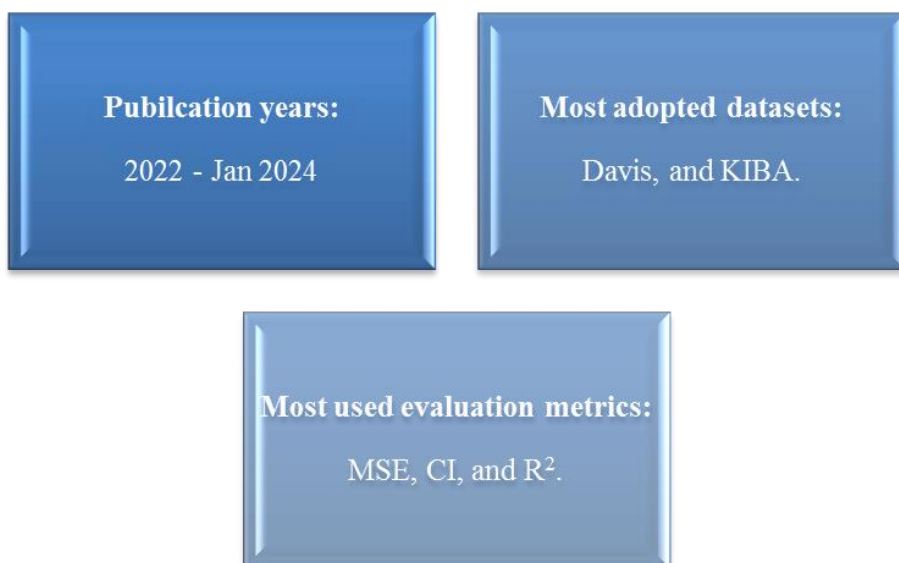 Pubilcation years:
2022 - Jan 2024
Most adopted datasets:
Davis, and KIBA.
Most used evaluation metrics:
MSE, CI, and R².